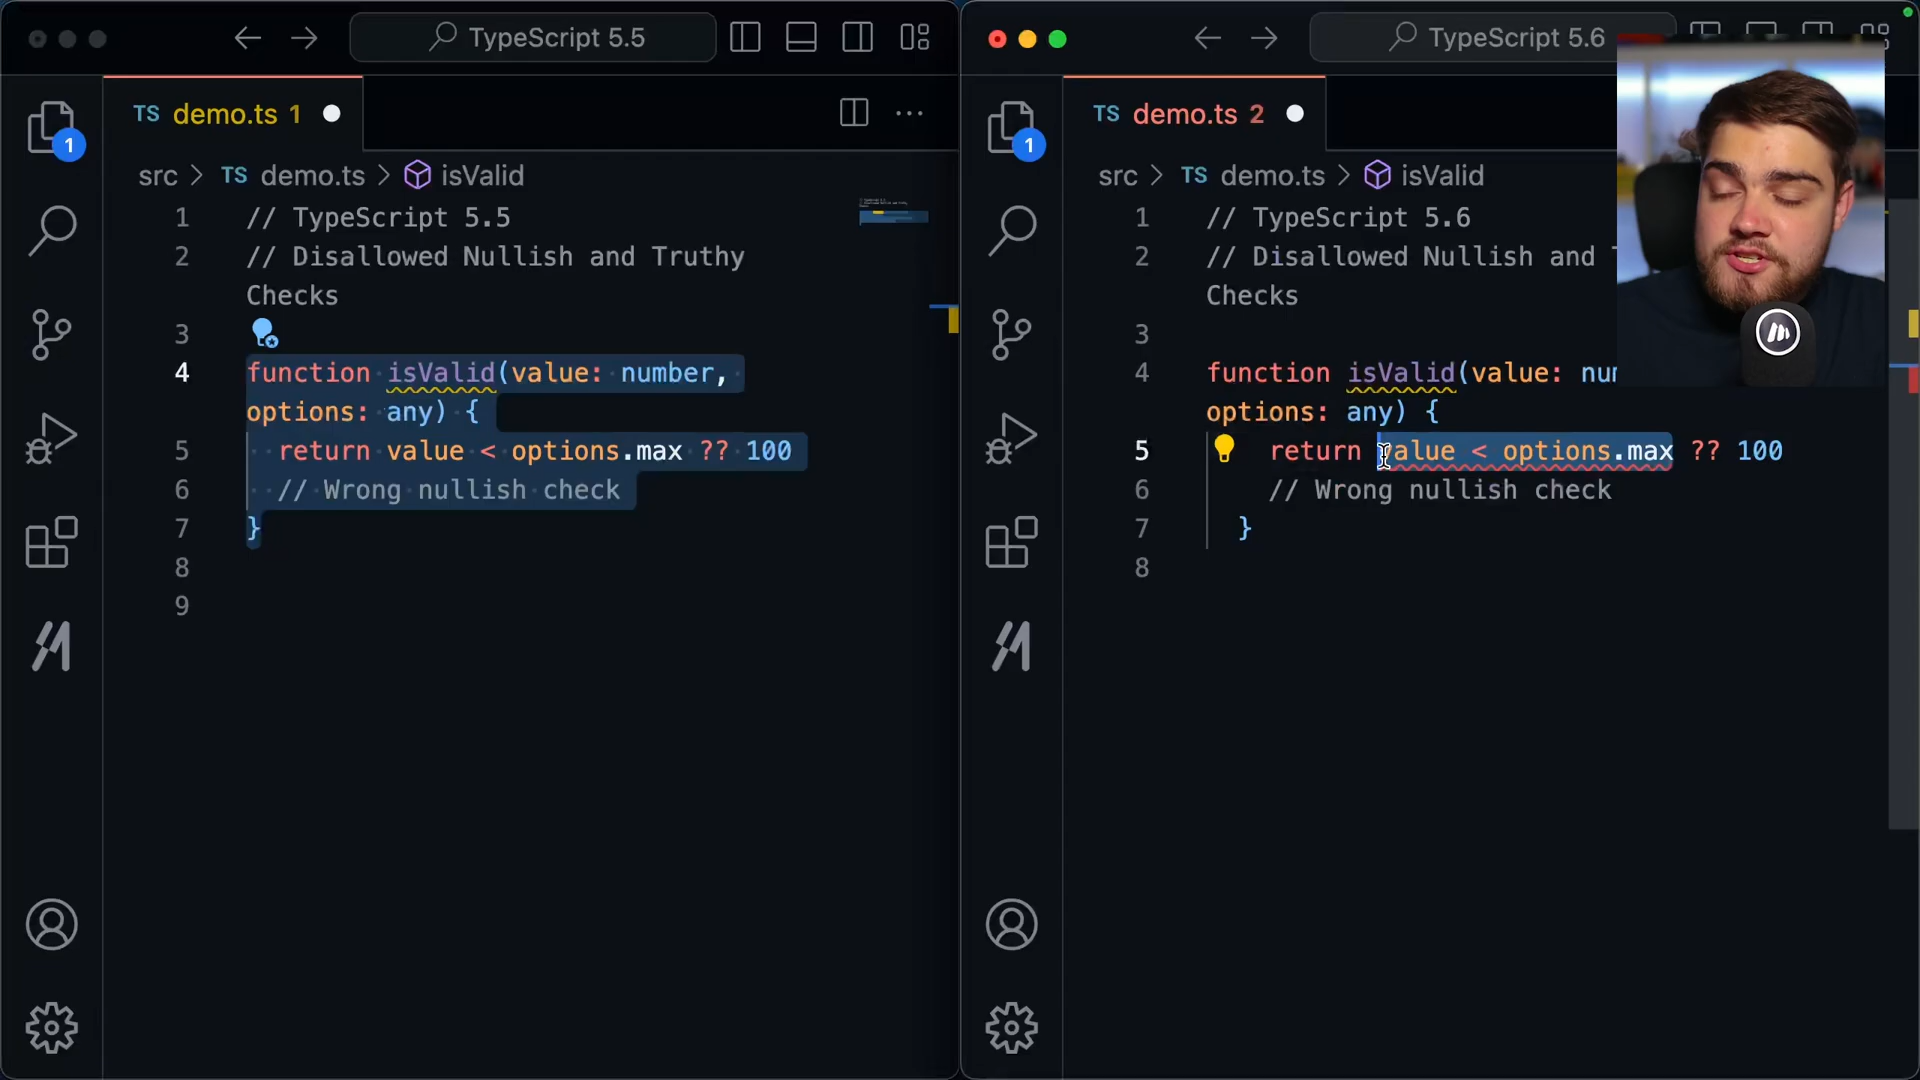 TypeScript 5.5
TS demo.ts 1
1
src > TS demo.ts > isValid
1 // TypeScript 5.5
2 // Disallowed Nullish and Truthy
Checks
3
4 function isValid(value: number,
options: any) {
5 return value < options.max ?? 100
6 // Wrong nullish check
7 }
8
9
TypeScript 5.6
TS demo.ts 2
1
src > TS demo.ts > isValid
1 // TypeScript 5.6
2 // Disallowed Nullish and
Checks
3
4 function isValid(value:
options: any) {
5 return value < options.max ?? 100
6 // Wrong nullish check
7 }
8